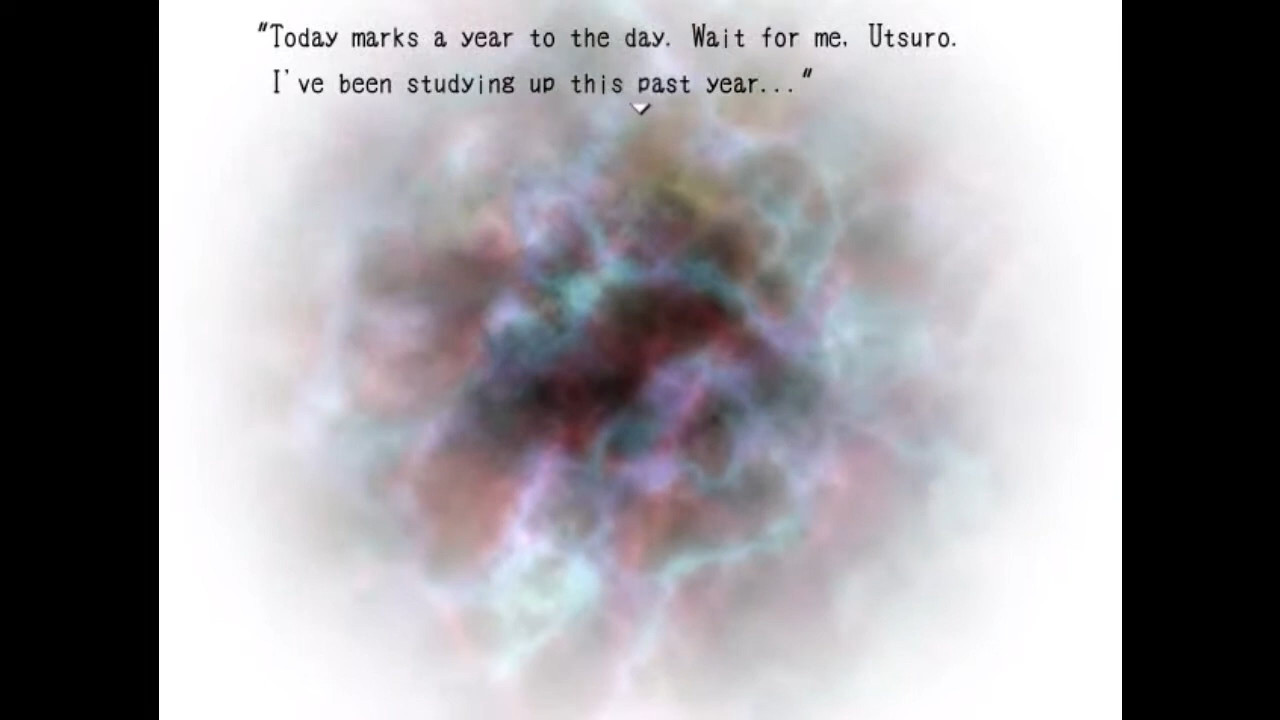 "Today marks a year to the day. Wait for me, Utsuro.
I've been studying up this past year..."